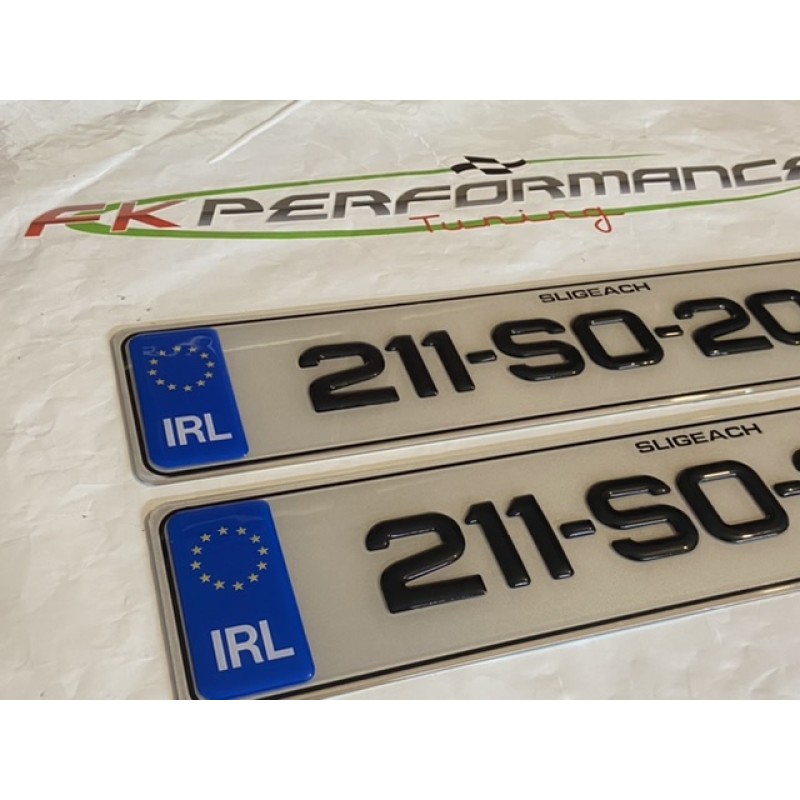 FK PERFORMANCE
Tuning
SLIGEACH
IRL 211-SO-20
SLIGEACH
IRL 211-SO-